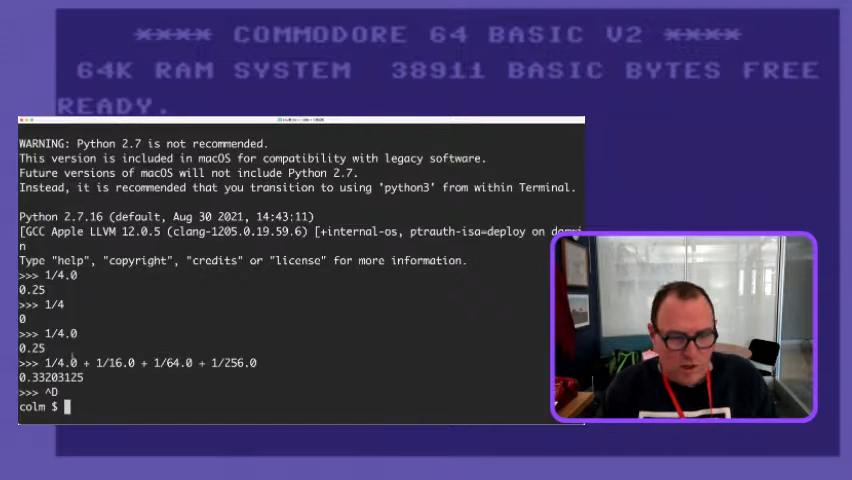 **** COMMODORE 64 BASIC V2 ****
64K RAM SYSTEM 38911 BASIC BYTES FREE
READY.
WARNING: Python 2.7 is not recommended.
This version is included in macOS for compatibility with legacy software.
Future versions of macOS will not include Python 2.7.
Instead, it is recommended that you transition to using 'python3' from within Terminal.
Python 2.7.16 (default, Aug 30 2021, 14:43:11)
[GCC Apple LLVM 12.0.5 (clang-1205.0.19.59.6) [+internal-os, ptrauth-isa=deploy on darwi
n
Type "help", "copyright", "credits" or "license" for more information.
>>> 1/4.0
0.25
>>> 1/4
0
>>> 1/4.0
0.25
>>> 1/4.0 + 1/16.0 + 1/64.0 + 1/256.0
0.33203125
>>> ^D
colm $